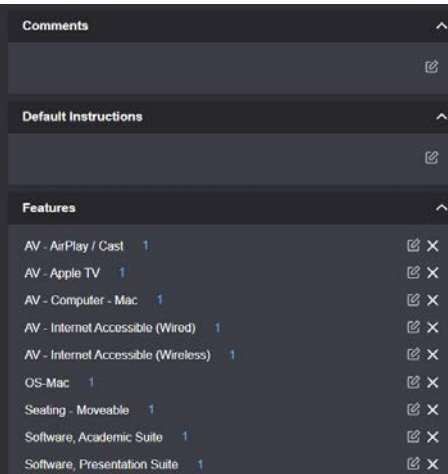 Comments
Default Instructions
Features
AV - AirPlay / Cast 1
AV - Apple TV 1
AV - Computer - Mac 1
AV - Internet Accessible (Wired) 1
AV - Internet Accessible (Wireless) 1
OS-Mac 1
Seating - Moveable 1
Software, Academic Suite 1
Software, Presentation Suite 1